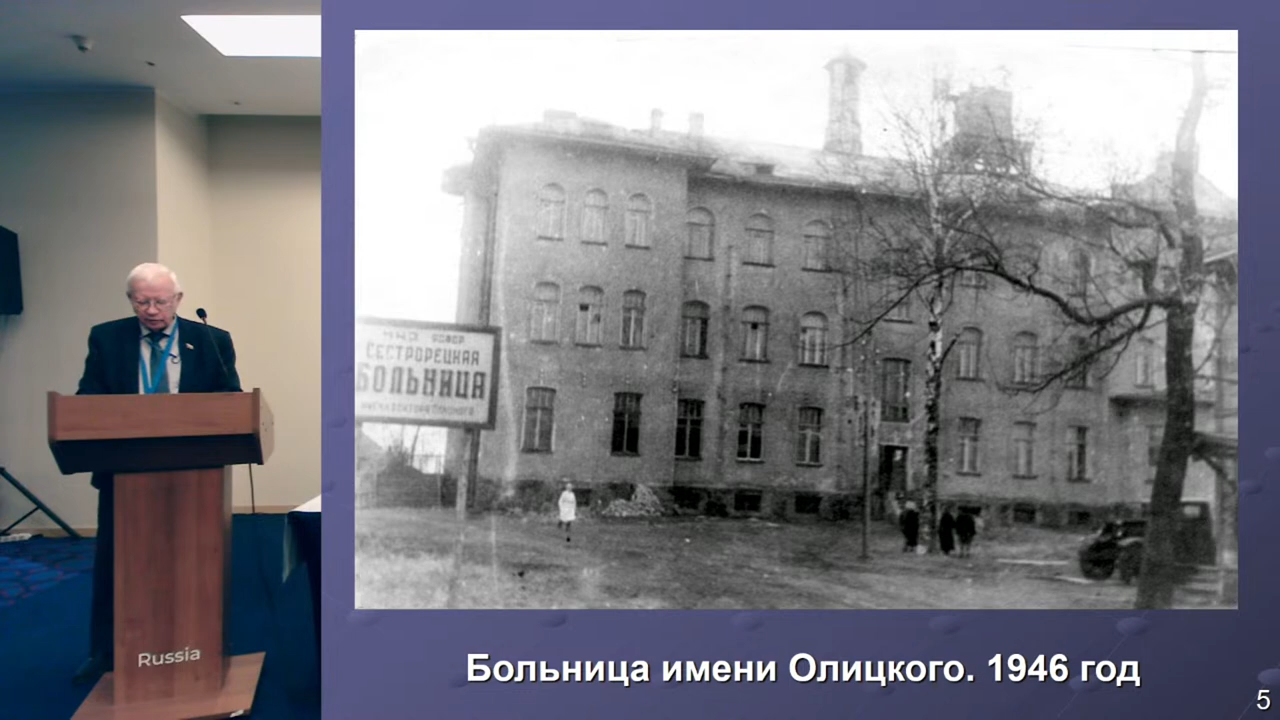 СЕСТРОРЕЦКАЯ
БОЛЬНИЦА
Russia
Больница имени Олицкого. 1946 год
5